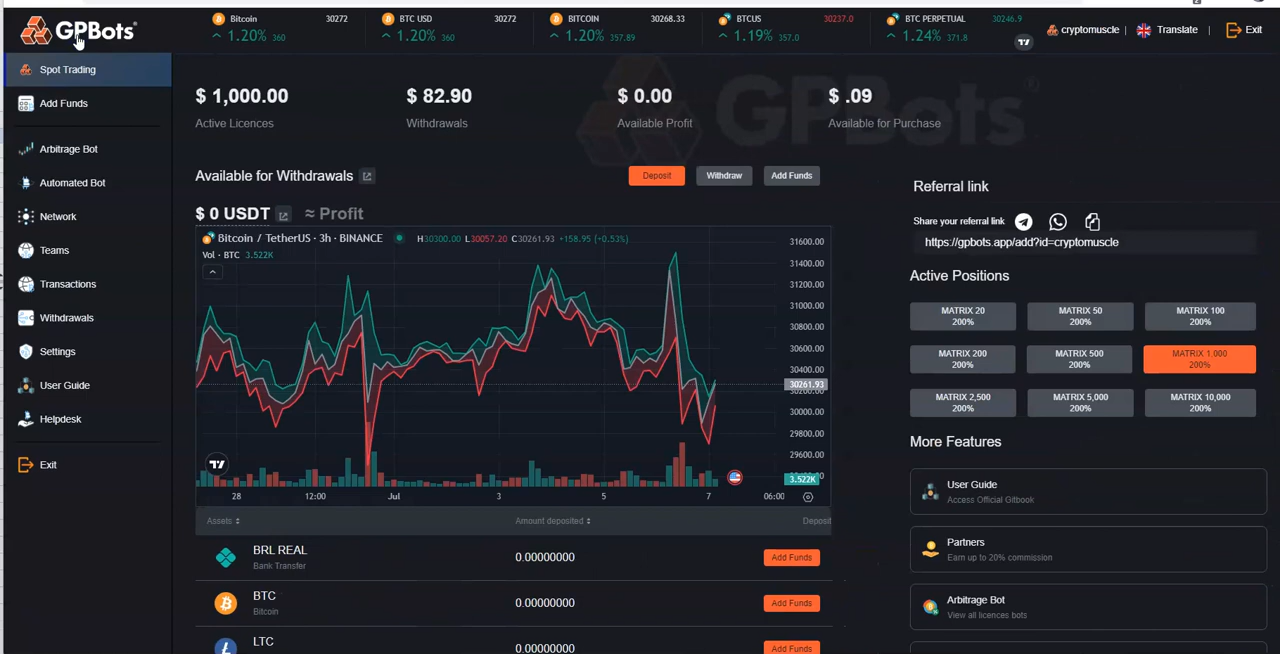 GPBots
Bitcoin 30272
1.20% 360
BTC USD 30272
1.20% 360
BITCOIN 30268.33
1.20% 357.89
BTCUS 30237.0
1.19% 357.0
BTC PERPETUAL 30246.9
1.24% 371.8
cryptomuscle | Translate | Exit
Spot Trading
Add Funds
Arbitrage Bot
Automated Bot
Network
Teams
Transactions
Withdrawals
Settings
User Guide
Helpdesk
Exit
GPBots ®
$ 1,000.00
Active Licences
$ 82.90
Withdrawals
$ 0.00
Available Profit
$ .09
Available for Purchase
Available for Withdrawals
Deposit
Withdraw
Add Funds
$ 0 USDT ≈ Profit
Bitcoin / TetherUS · 3h · BINANCE H30300.00 L30057.20 C30261.93 +158.95 (+0.53%)
Vol · BTC 3.522K
31600.00
31400.00
31200.00
31000.00
30800.00
30600.00
30400.00
30261.93
30200.00
30000.00
29800.00
29600.00
3.522K
28 12:00 Jul 3 5 7 06:00
Assets Amount deposited Deposit
BRL REAL
Bank Transfer
0.00000000
Add Funds
BTC
Bitcoin
0.00000000
Add Funds
LTC
0.00000000
Add Funds
Referral link
Share your referral link
https://gpbots.app/add?id=cryptomuscle
Active Positions
MATRIX 20
200%
MATRIX 50
200%
MATRIX 100
200%
MATRIX 200
200%
MATRIX 500
200%
MATRIX 1.000
200%
MATRIX 2,500
200%
MATRIX 5,000
200%
MATRIX 10,000
200%
More Features
User Guide
Access Official Gitbook
Partners
Earn up to 20% commission
Arbitrage Bot
View all licences bots